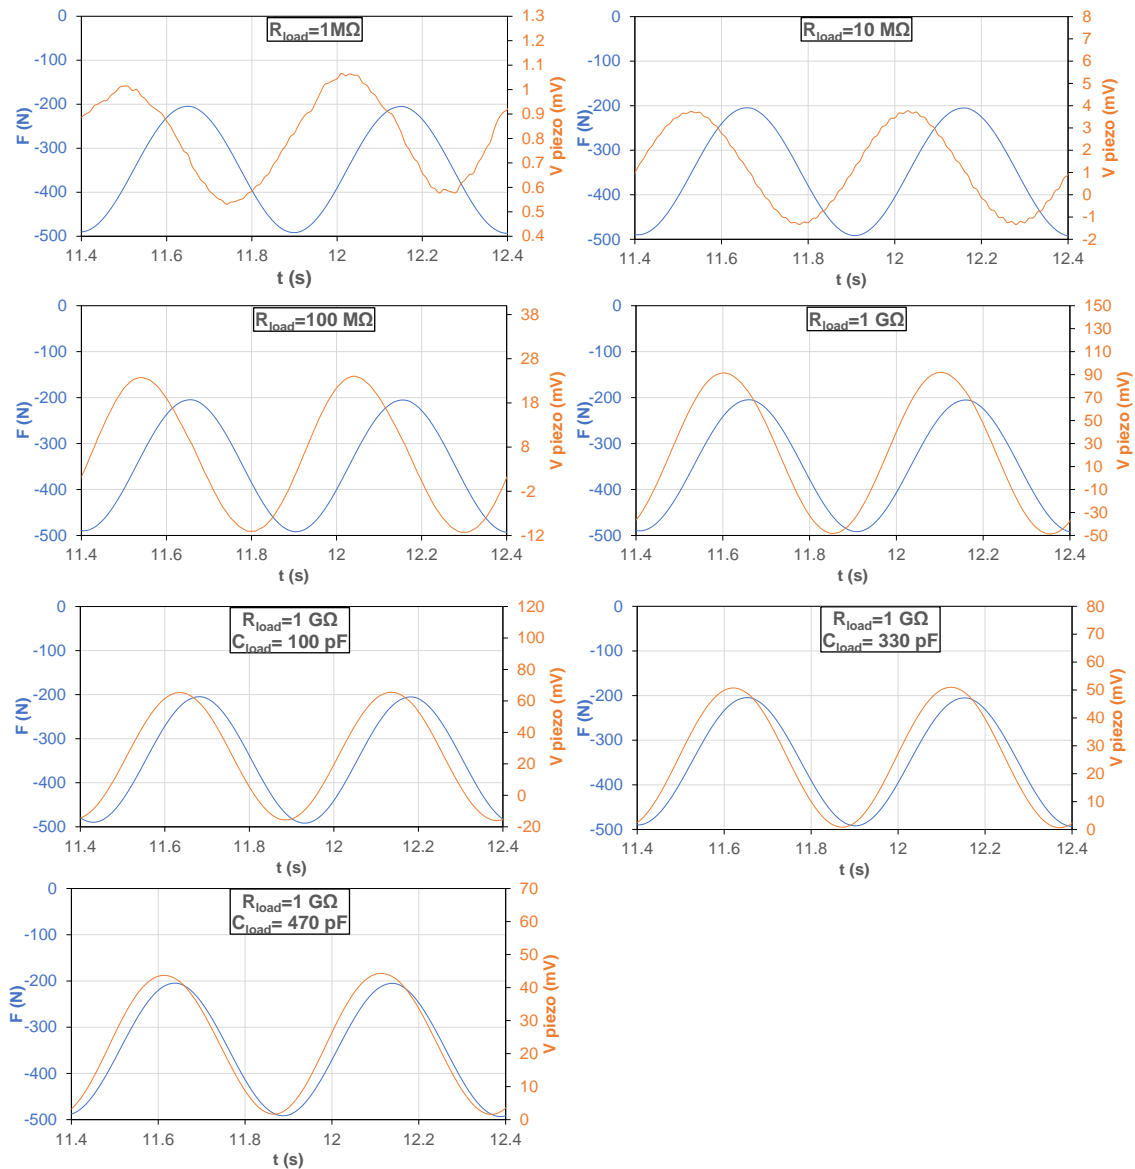 R_load=1MΩ
0
-100
-200
-300
-400
-500
F (N)
1.3
1.2
1.1
1
0.9
0.8
0.7
0.6
0.5
0.4
V piezo (mV)
11.4 11.6 11.8 12 12.2 12.4
t (s)
R_load=10 MΩ
0
-100
-200
-300
-400
-500
F (N)
8
7
6
5
4
3
2
1
0
-1
-2
V piezo (mV)
11.4 11.6 11.8 12 12.2 12.4
t (s)
R_load=100 MΩ
0
-100
-200
-300
-400
-500
F (N)
38
28
18
8
-2
-12
V piezo (mV)
11.4 11.6 11.8 12 12.2 12.4
t (s)
R_load=1 GΩ
0
-100
-200
-300
-400
-500
F (N)
150
130
110
90
70
50
30
10
-10
-30
-50
V piezo (mV)
11.4 11.6 11.8 12 12.2 12.4
t (s)
R_load=1 GΩ
C_load= 100 pF
0
-100
-200
-300
-400
-500
F (N)
120
100
80
60
40
20
0
-20
V piezo (mV)
11.4 11.6 11.8 12 12.2 12.4
t (s)
R_load=1 GΩ
C_load= 330 pF
0
-100
-200
-300
-400
-500
F (N)
80
70
60
50
40
30
20
10
0
V piezo (mV)
11.4 11.6 11.8 12 12.2 12.4
t (s)
R_load=1 GΩ
C_load= 470 pF
0
-100
-200
-300
-400
-500
F (N)
70
60
50
40
30
20
10
0
V piezo (mV)
11.4 11.6 11.8 12 12.2 12.4
t (s)